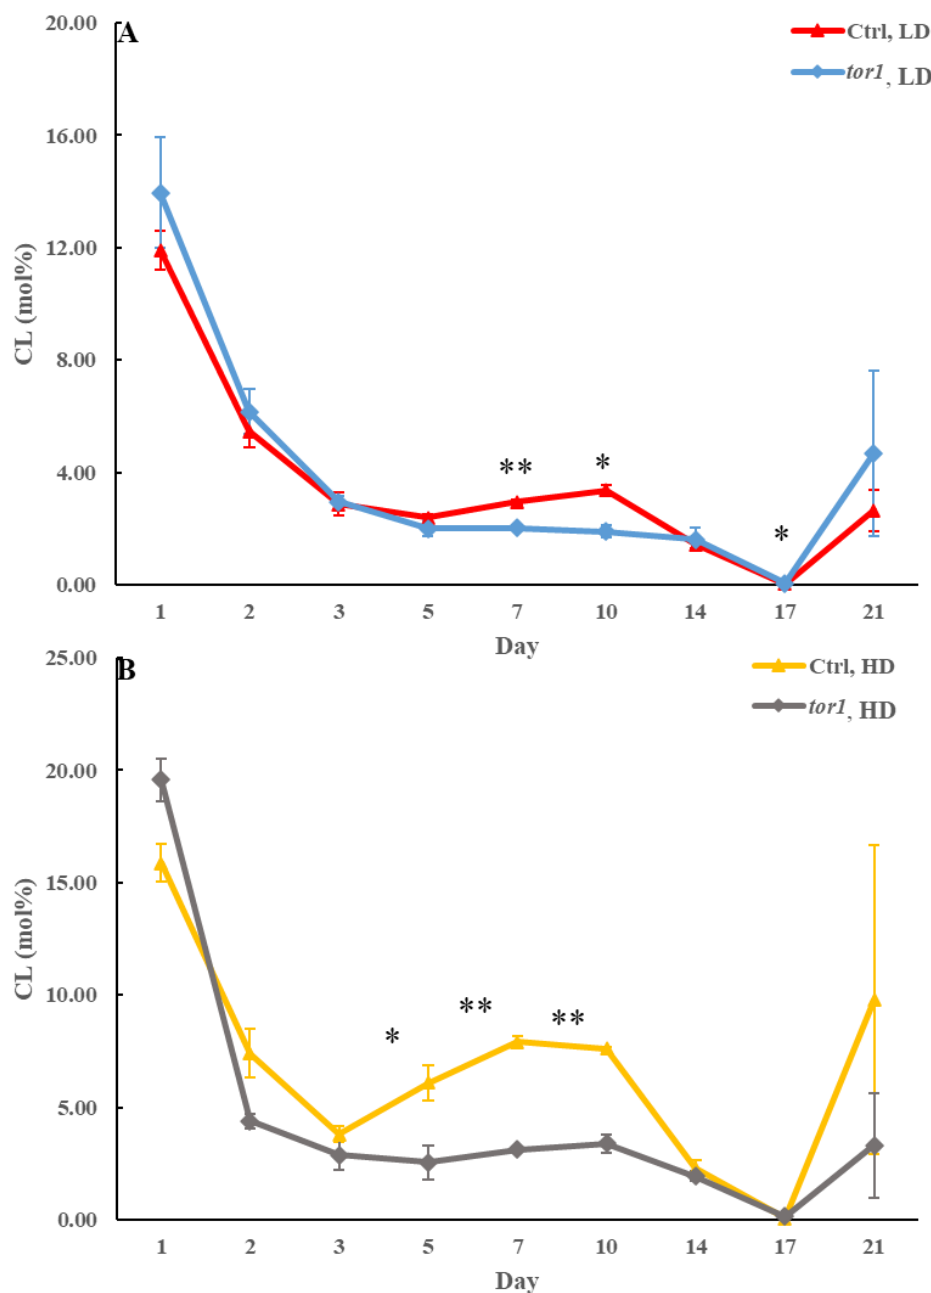 A
20.00
16.00
12.00
8.00
4.00
0.00
CL (mol%)
Ctrl, LD
tor1, LD
**
*
*
1 2 3 5 7 10 14 17 21
Day
B
25.00
20.00
15.00
10.00
5.00
0.00
CL (mol%)
Ctrl, HD
tor1, HD
*
**
**
1 2 3 5 7 10 14 17 21
Day